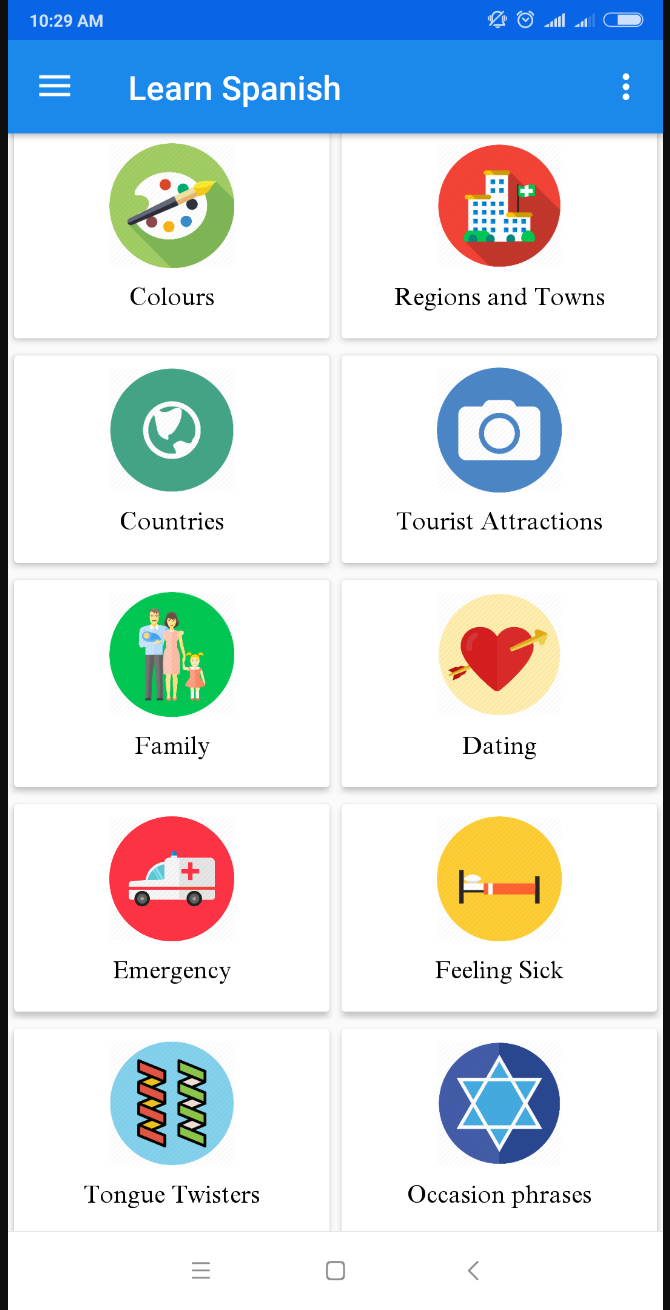 10:29 AM
Learn Spanish
Colours
Regions and Towns
Countries
Tourist Attractions
Family
Dating
Emergency
Feeling Sick
Tongue Twisters
Occasion phrases